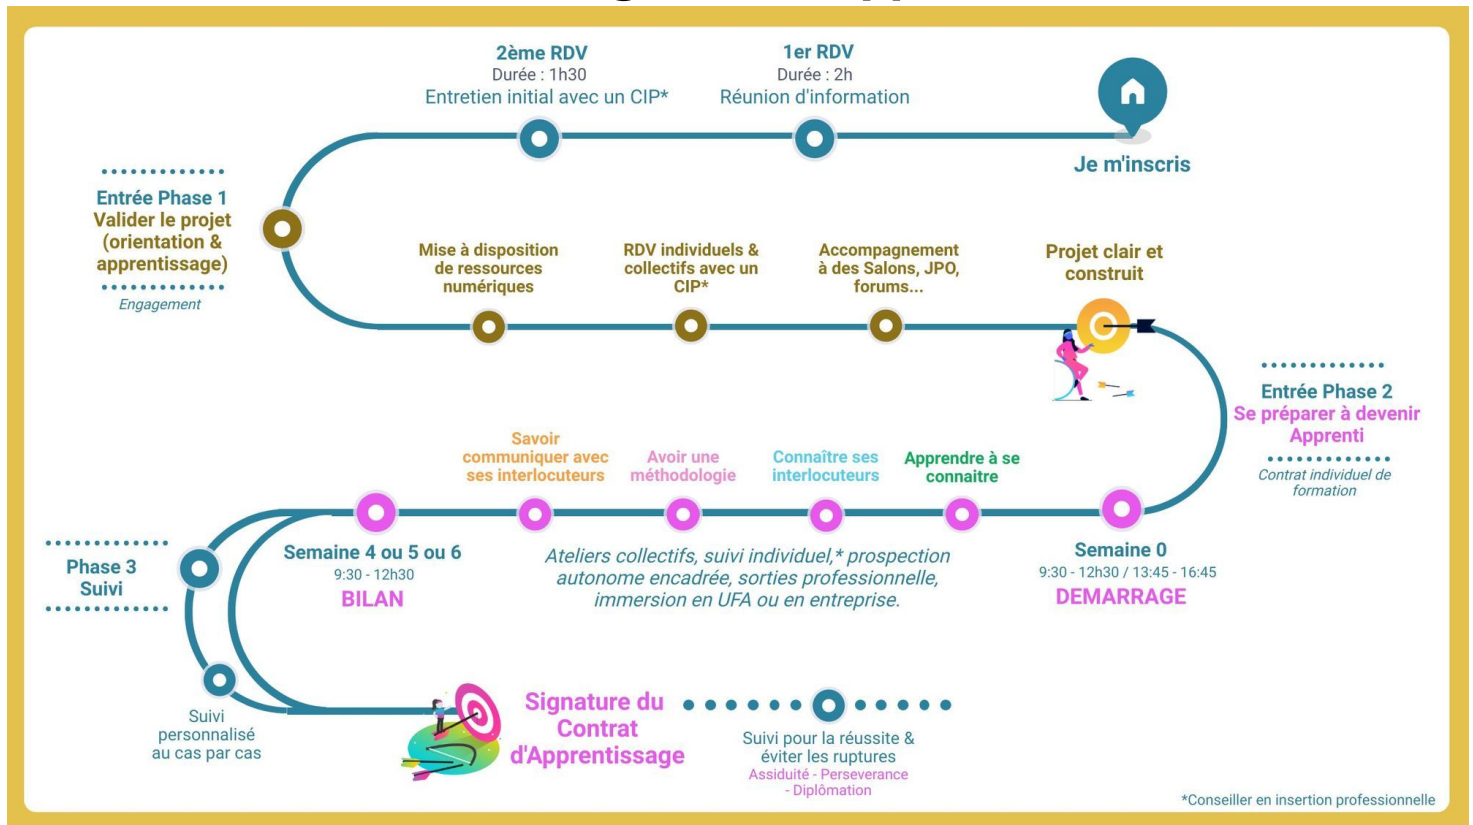 Je m'inscris
1er RDV
Durée : 2h
Réunion d'information
2ème RDV
Durée : 1h30
Entretien initial avec un CIP*
Entrée Phase 1
Valider le projet
(orientation &
apprentissage)
Engagement
Mise à disposition
de ressources
numériques
RDV individuels &
collectifs avec un
CIP*
Accompagnement
à des Salons, JPO,
forums...
Projet clair et
construit
Entrée Phase 2
Se préparer à devenir
Apprenti
Contrat individuel de
formation
Semaine 0
9:30 - 12h30 / 13:45 - 16:45
DEMARRAGE
Apprendre à se
connaitre
Connaître ses
interlocuteurs
Avoir une
méthodologie
Savoir
communiquer avec
ses interlocuteurs
Ateliers collectifs, suivi individuel,* prospection
autonome encadrée, sorties professionnelle,
immersion en UFA ou en entreprise.
Semaine 4 ou 5 ou 6
9:30 - 12h30
BILAN
Phase 3
Suivi
Suivi
personnalisé
au cas par cas
Signature du
Contrat
d'Apprentissage
Suivi pour la réussite &
éviter les ruptures
Assiduité - Perseverance
- Diplômation
*Conseiller en insertion professionnelle